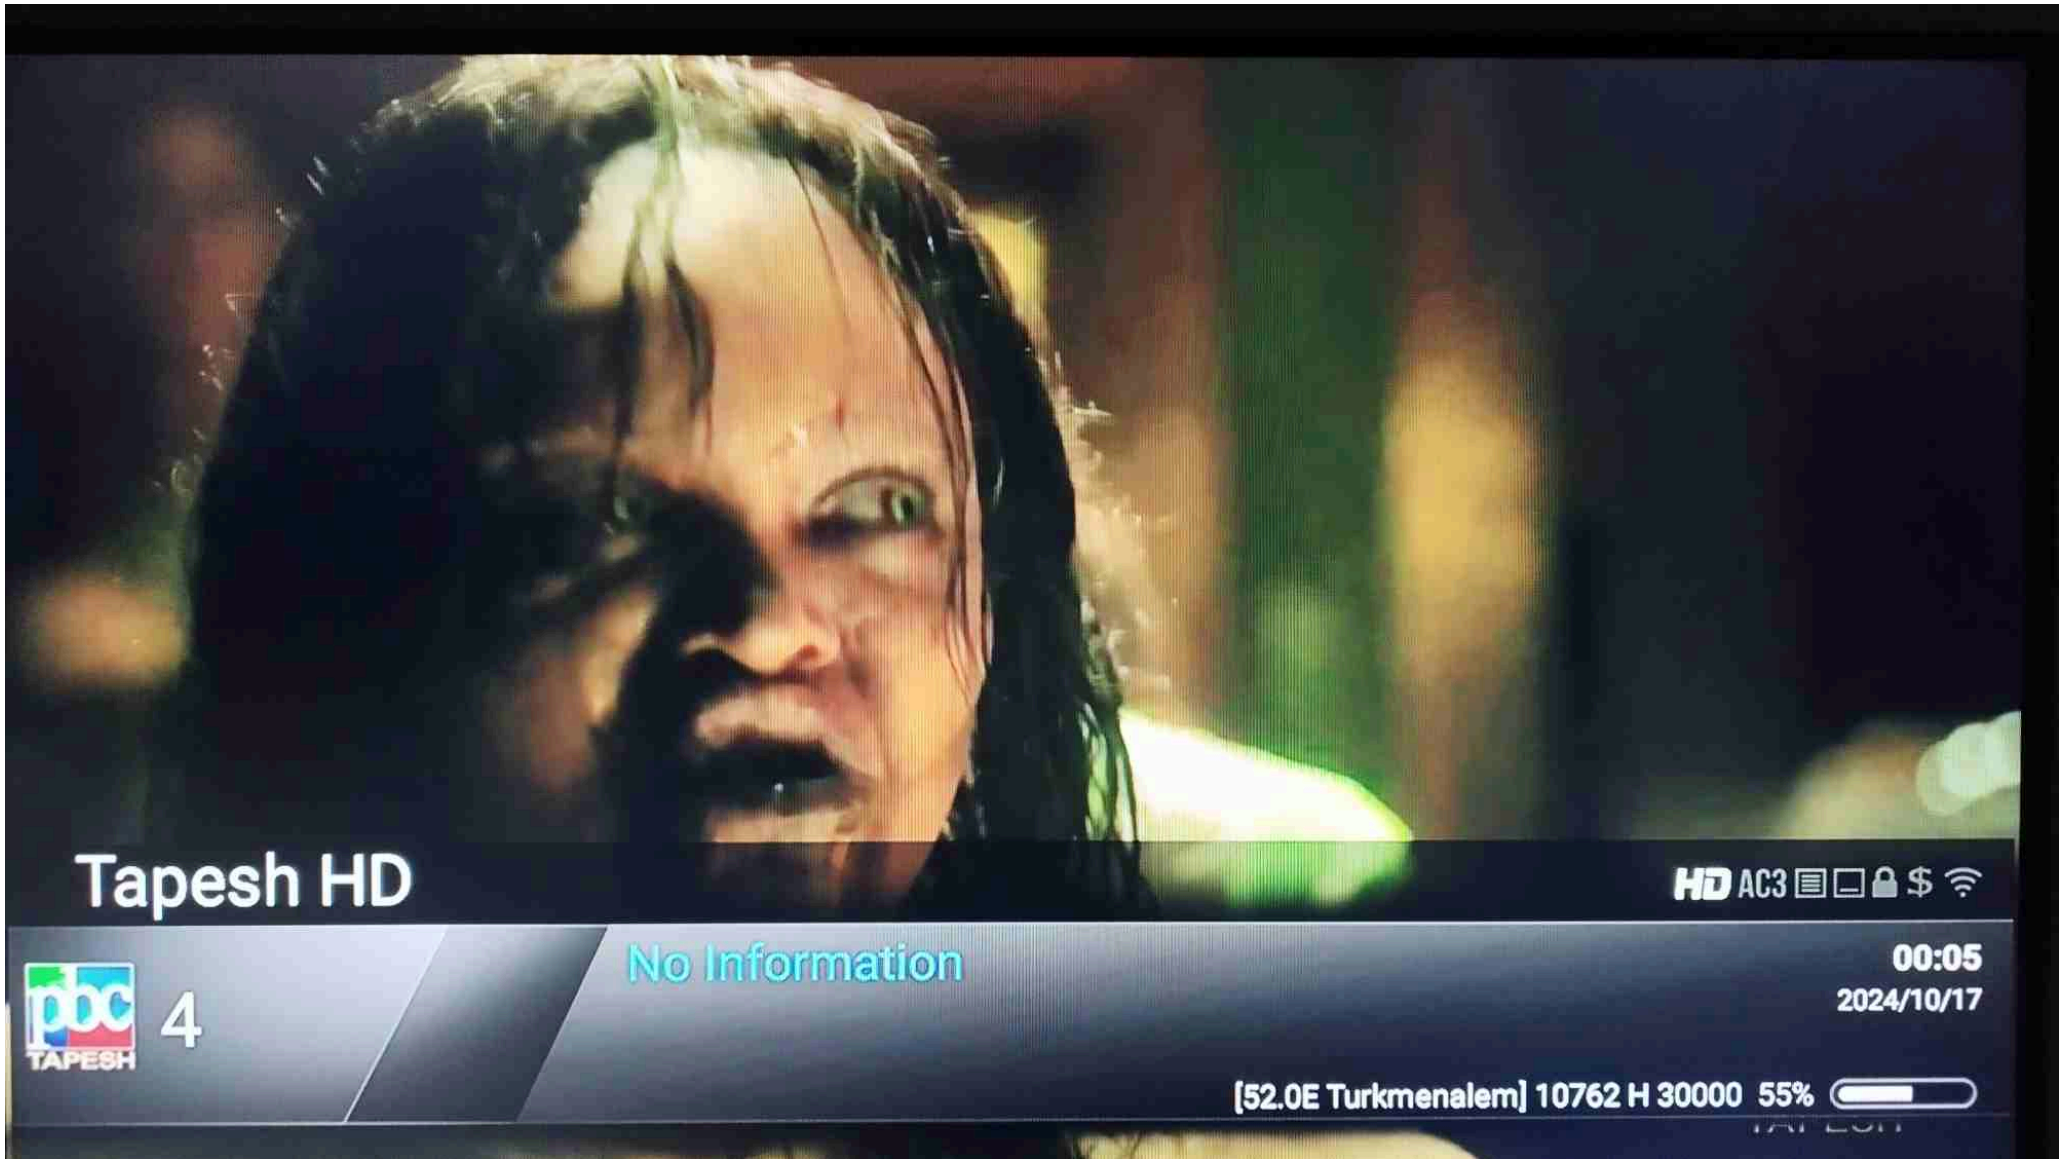 Tapesh HD
HD AC3 $
pbc
TAPESH
4
No Information
00:05
2024/10/17
[52.0E Turkmenalem] 10762 H 30000 55%
TAPESH